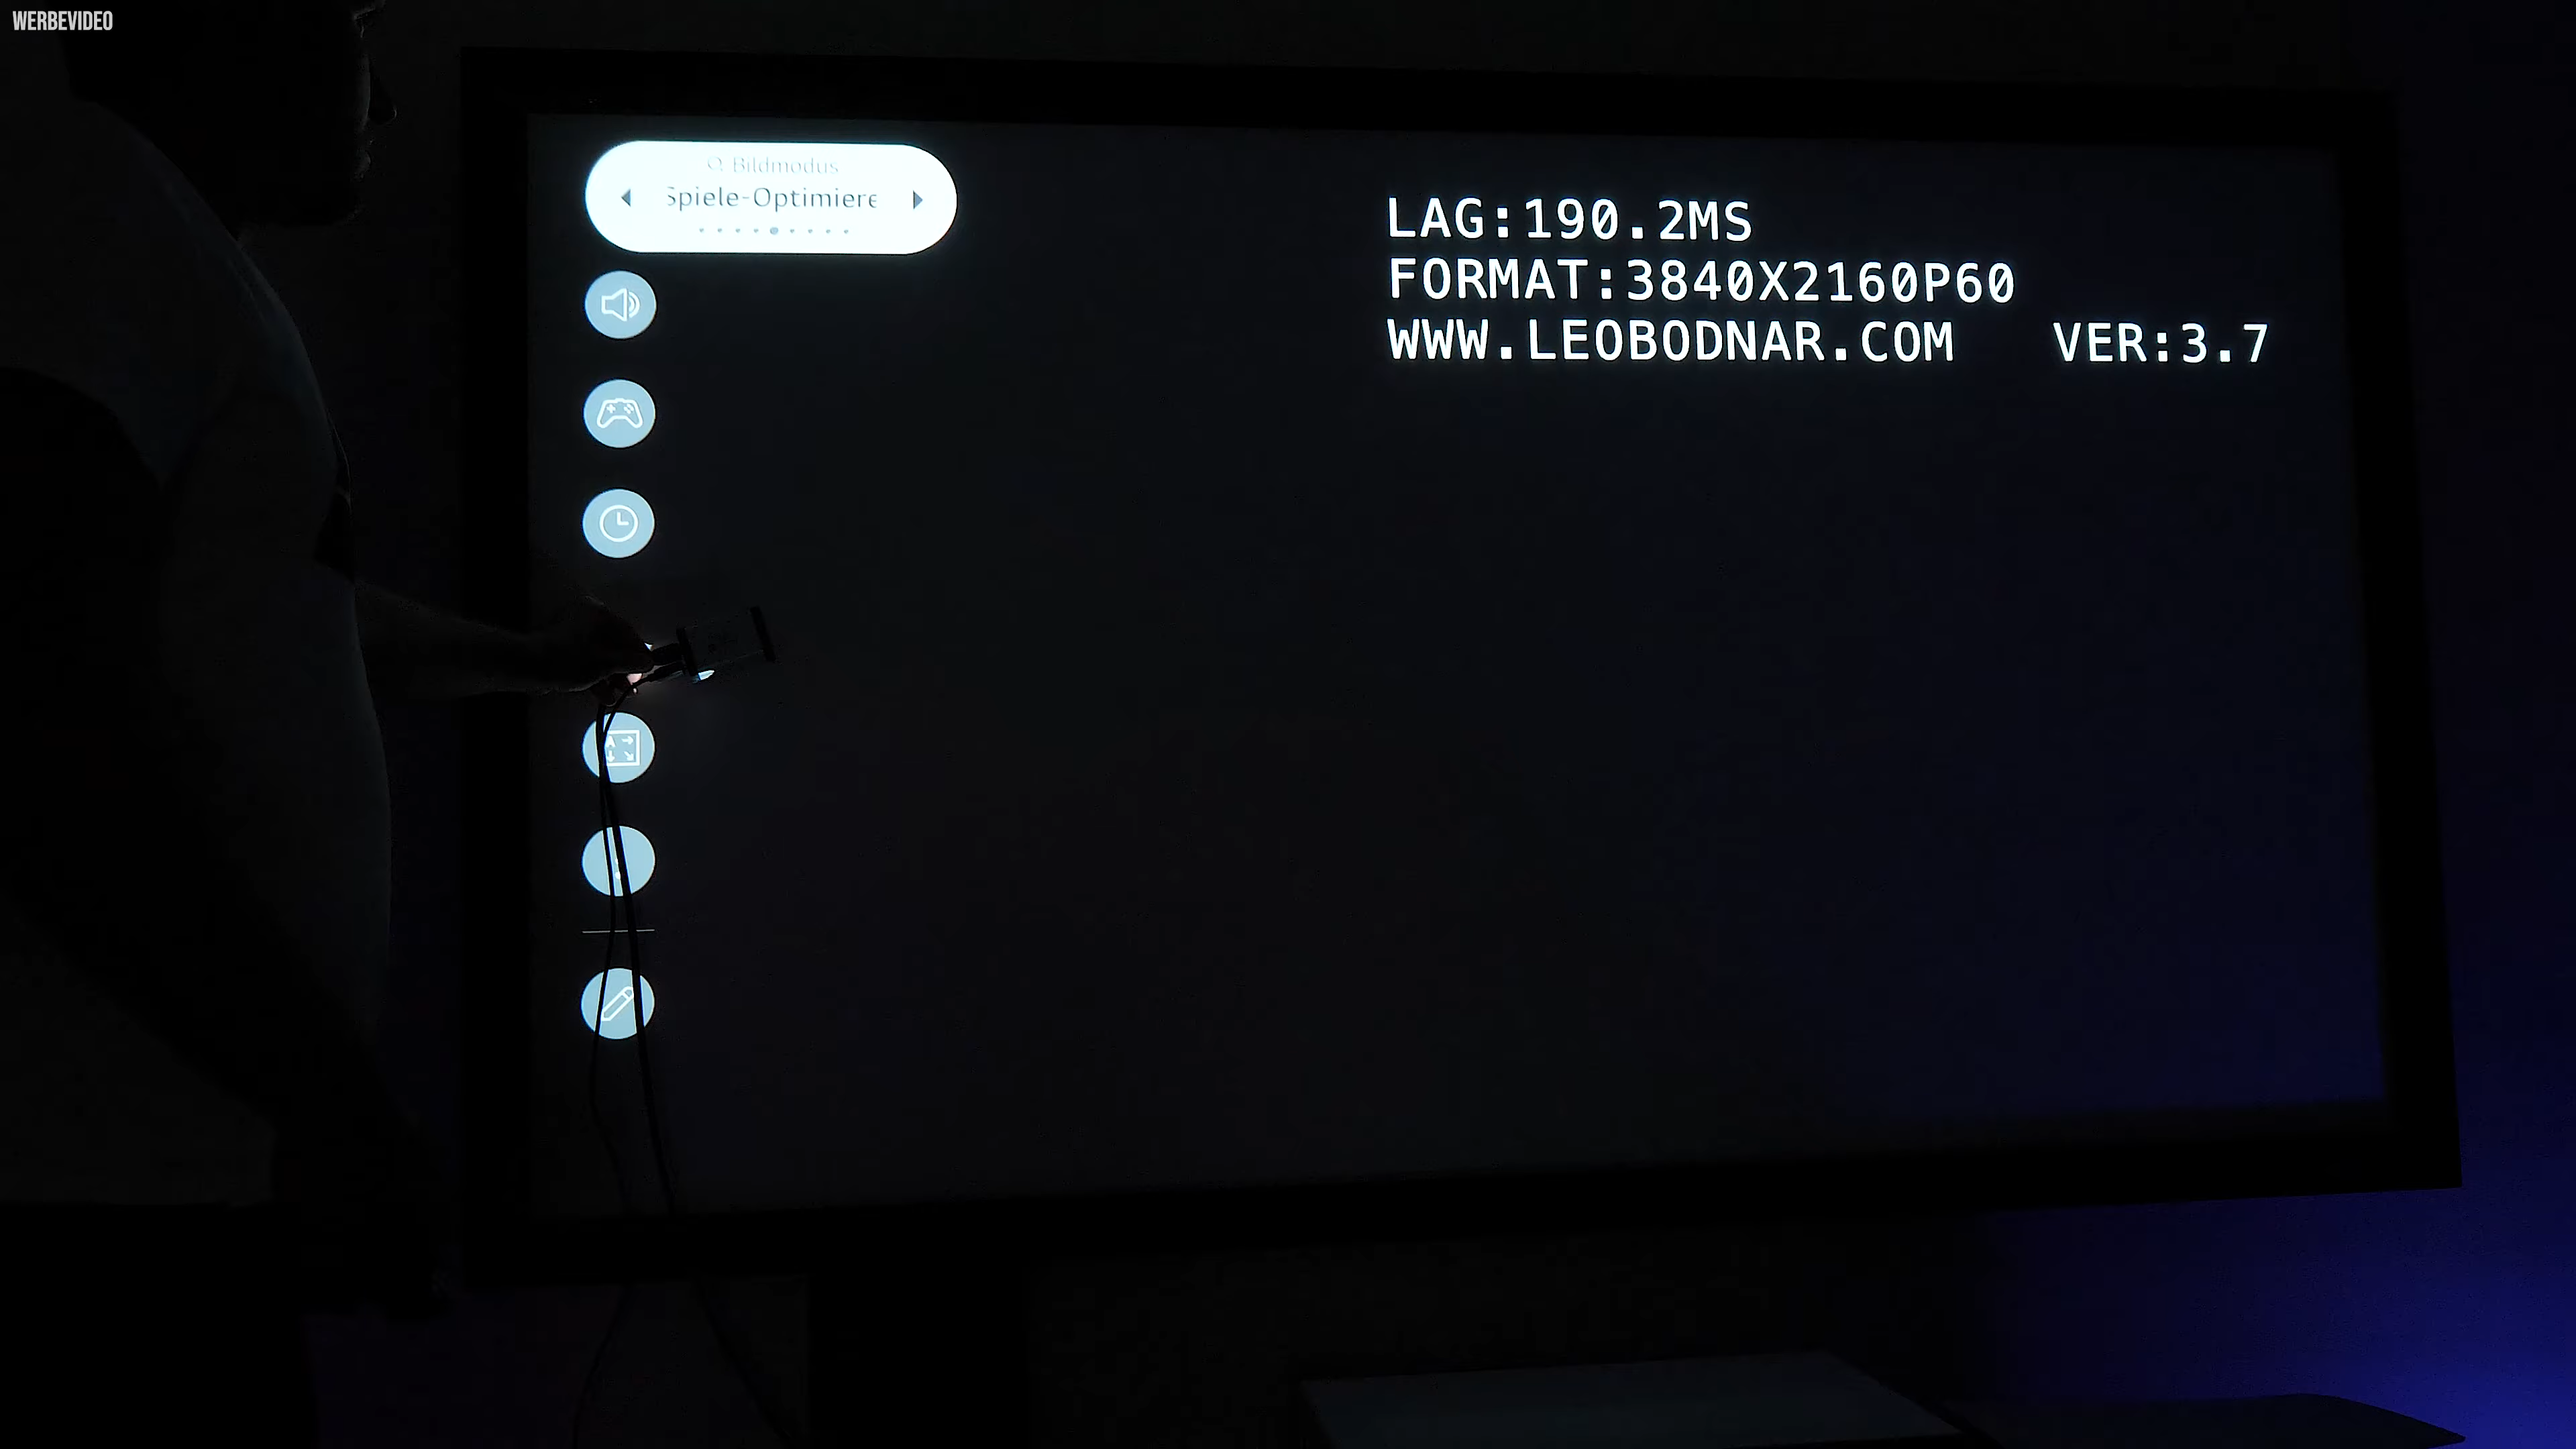 WERBEVIDEO
Bildmodus
Spiele-Optimiere
LAG:190.2MS
FORMAT:3840X2160P60
WWW.LEOBODNAR.COM VER:3.7